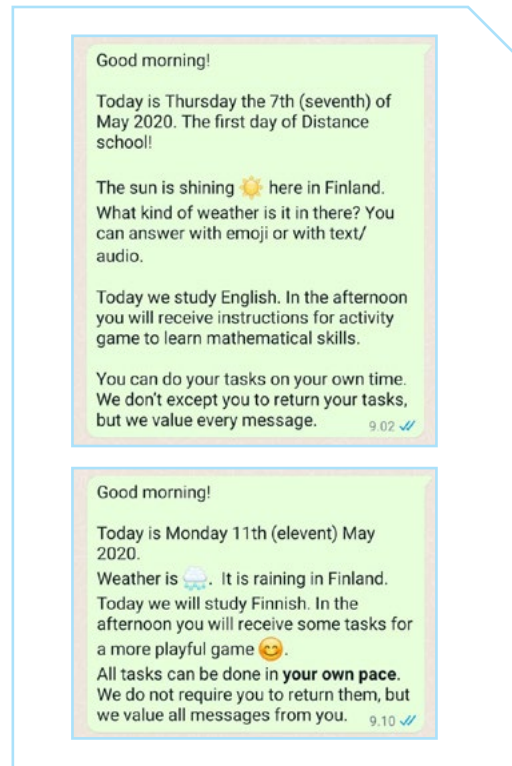 Good morning!
Today is Thursday the 7th (seventh) of
May 2020. The first day of Distance
school!
The sun is shining 🌞 here in Finland.
What kind of weather is it in there? You
can answer with emoji or with text/
audio.
Today we study English. In the afternoon
you will receive instructions for activity
game to learn mathematical skills.
You can do your tasks on your own time.
We don't except you to return your tasks,
but we value every message.
9.02
Good morning!
Today is Monday 11th (elevent) May
2020.
Weather is 🌧. It is raining in Finland.
Today we will study Finnish. In the
afternoon you will receive some tasks for
a more playful game 😊.
All tasks can be done in your own pace.
We do not require you to return them, but
we value all messages from you.
9.10